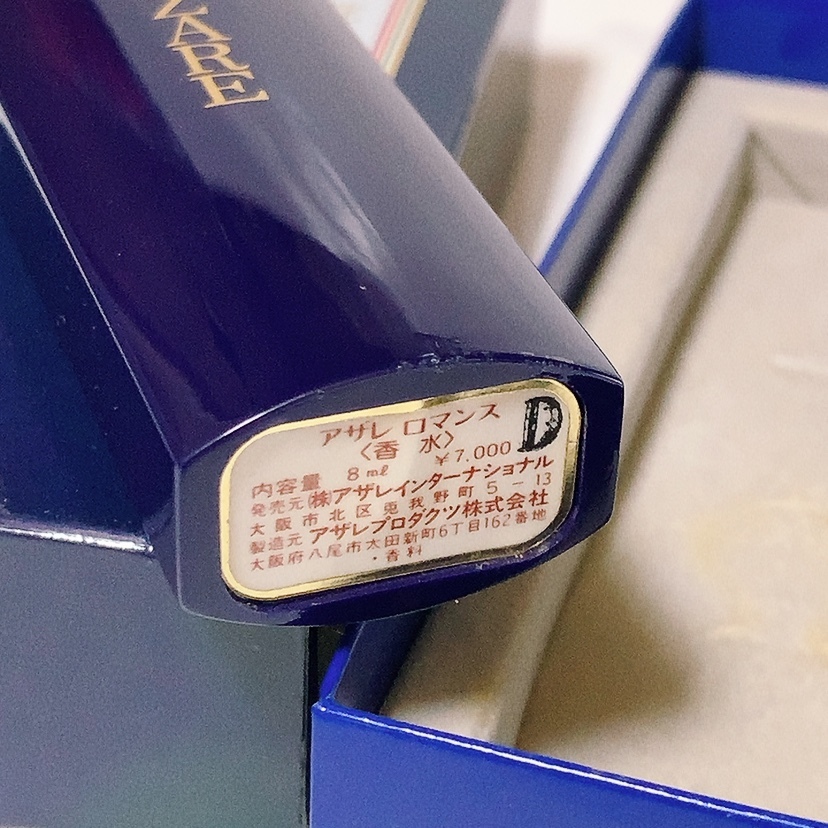 ZARE
アザレ ロマンス
〈香 水〉
D
内容量 8㎖ ￥7.000
発売元 ㈱アザレインターナショナル
大阪市北区兎我野町5-13
製造元 アザレプロダクツ株式会社
大阪府八尾市太田新町6丁目162番地
・香料